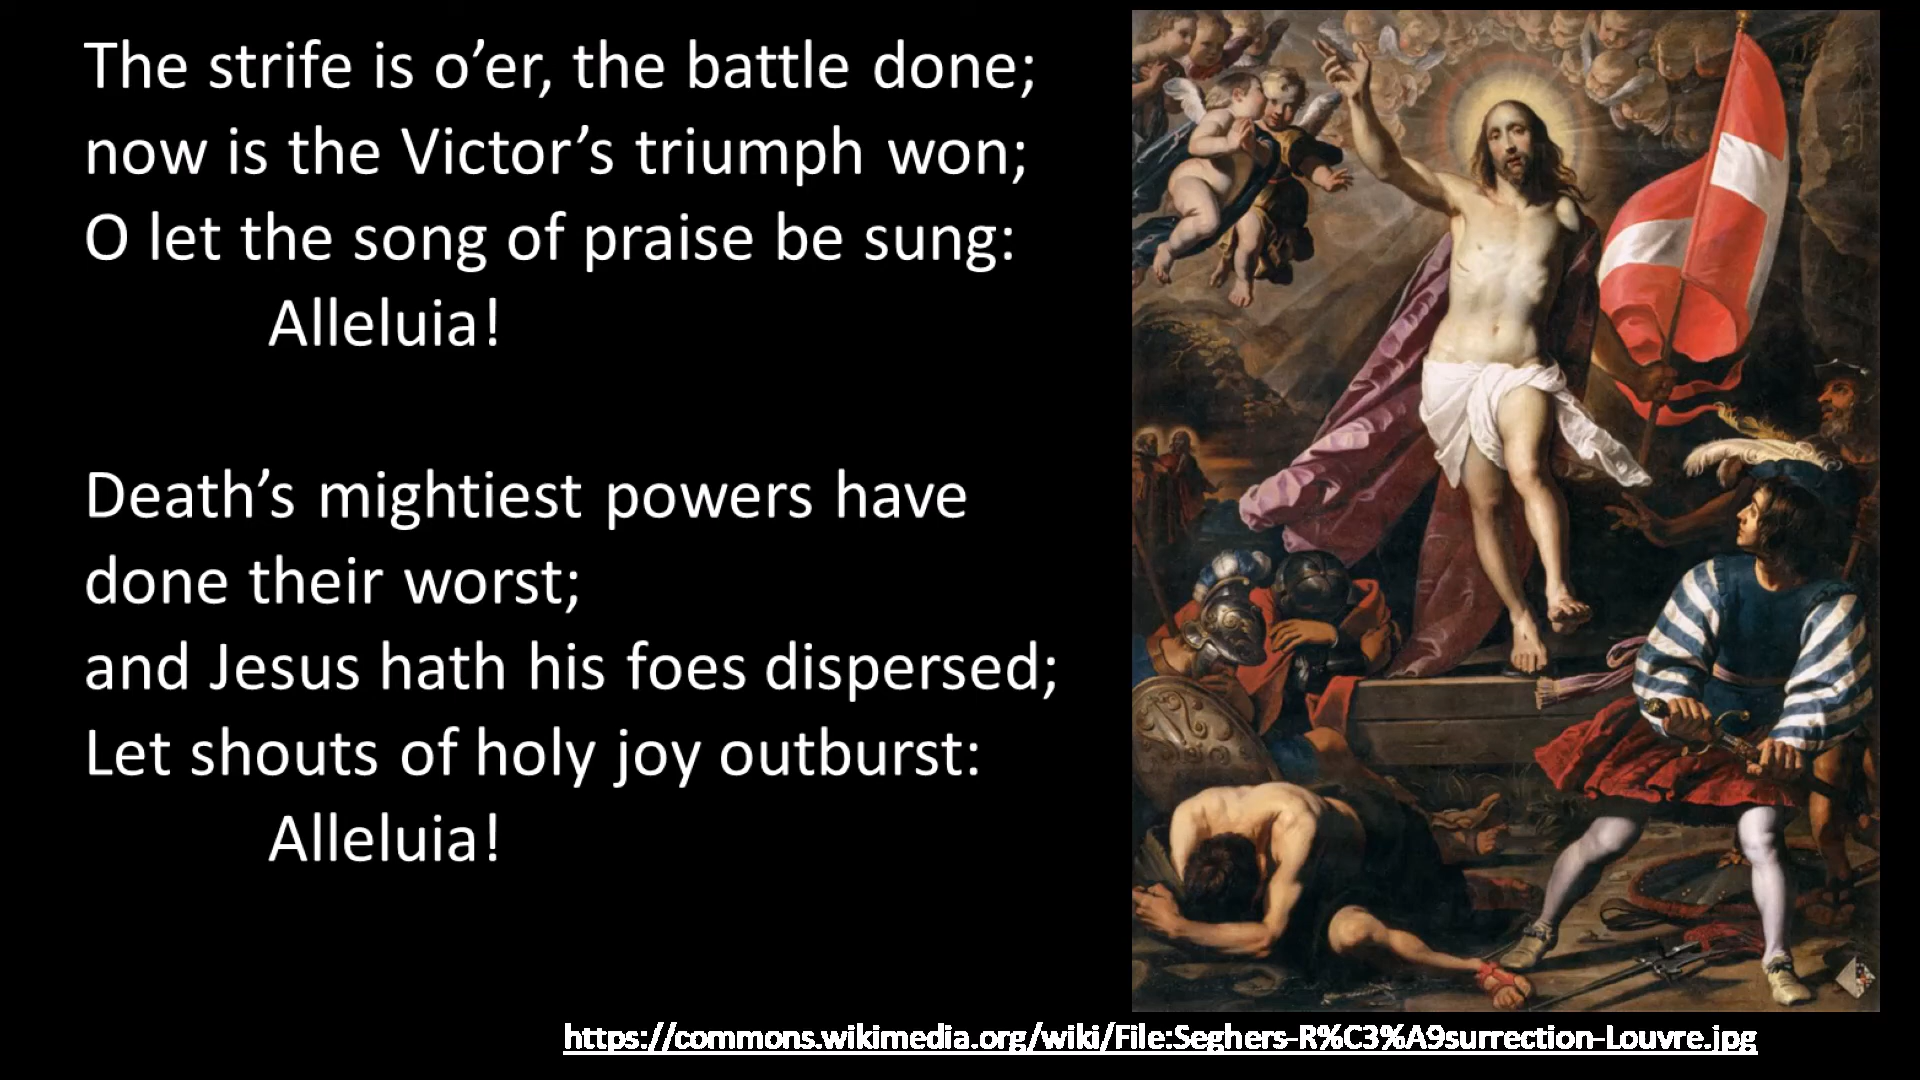 The strife is o’er, the battle done;
now is the Victor’s triumph won;
O let the song of praise be sung:
Alleluia!
Death’s mightiest powers have
done their worst;
and Jesus hath his foes dispersed;
Let shouts of holy joy outburst:
Alleluia!
https://commons.wikimedia.org/wiki/File:Seghers-R%C3%A9surrection-Louvre.jpg